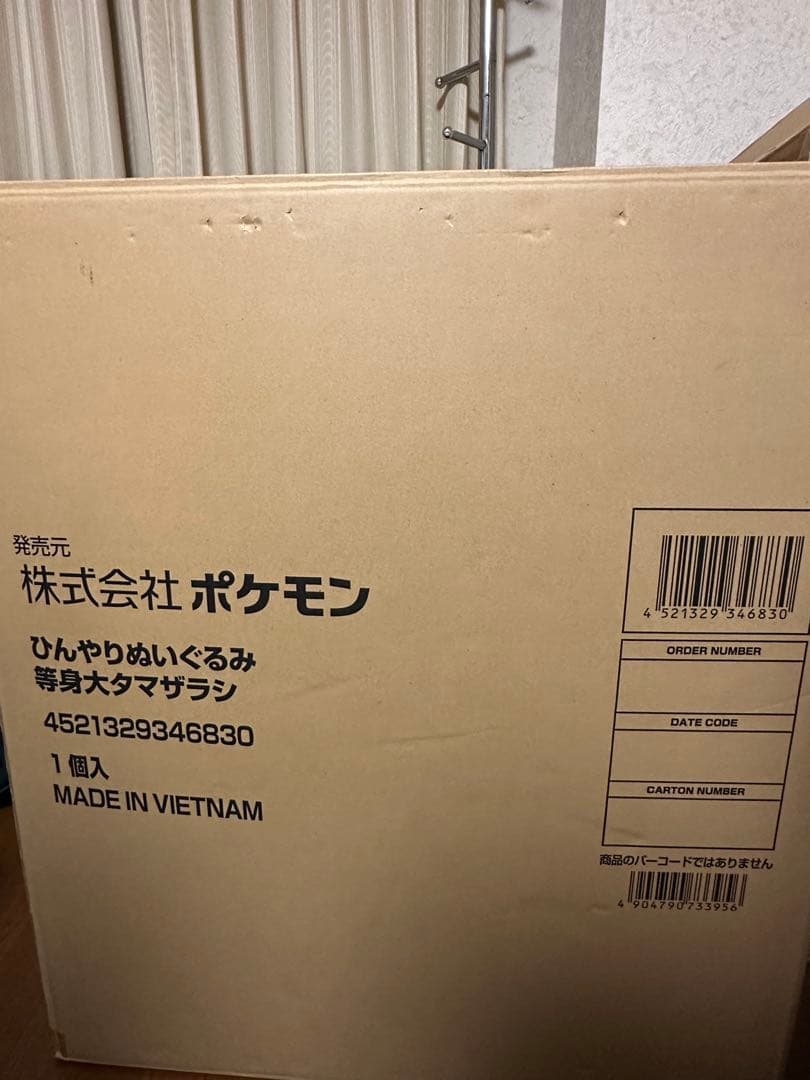 発売元
株式会社 ポケモン
ひんやりぬいぐるみ
等身大タマザラシ
4521329346830
1個入
MADE IN VIETNAM
4 521329 346830
ORDER NUMBER
DATE CODE
CARTON NUMBER
商品のバーコードではありません
4 904790 733956